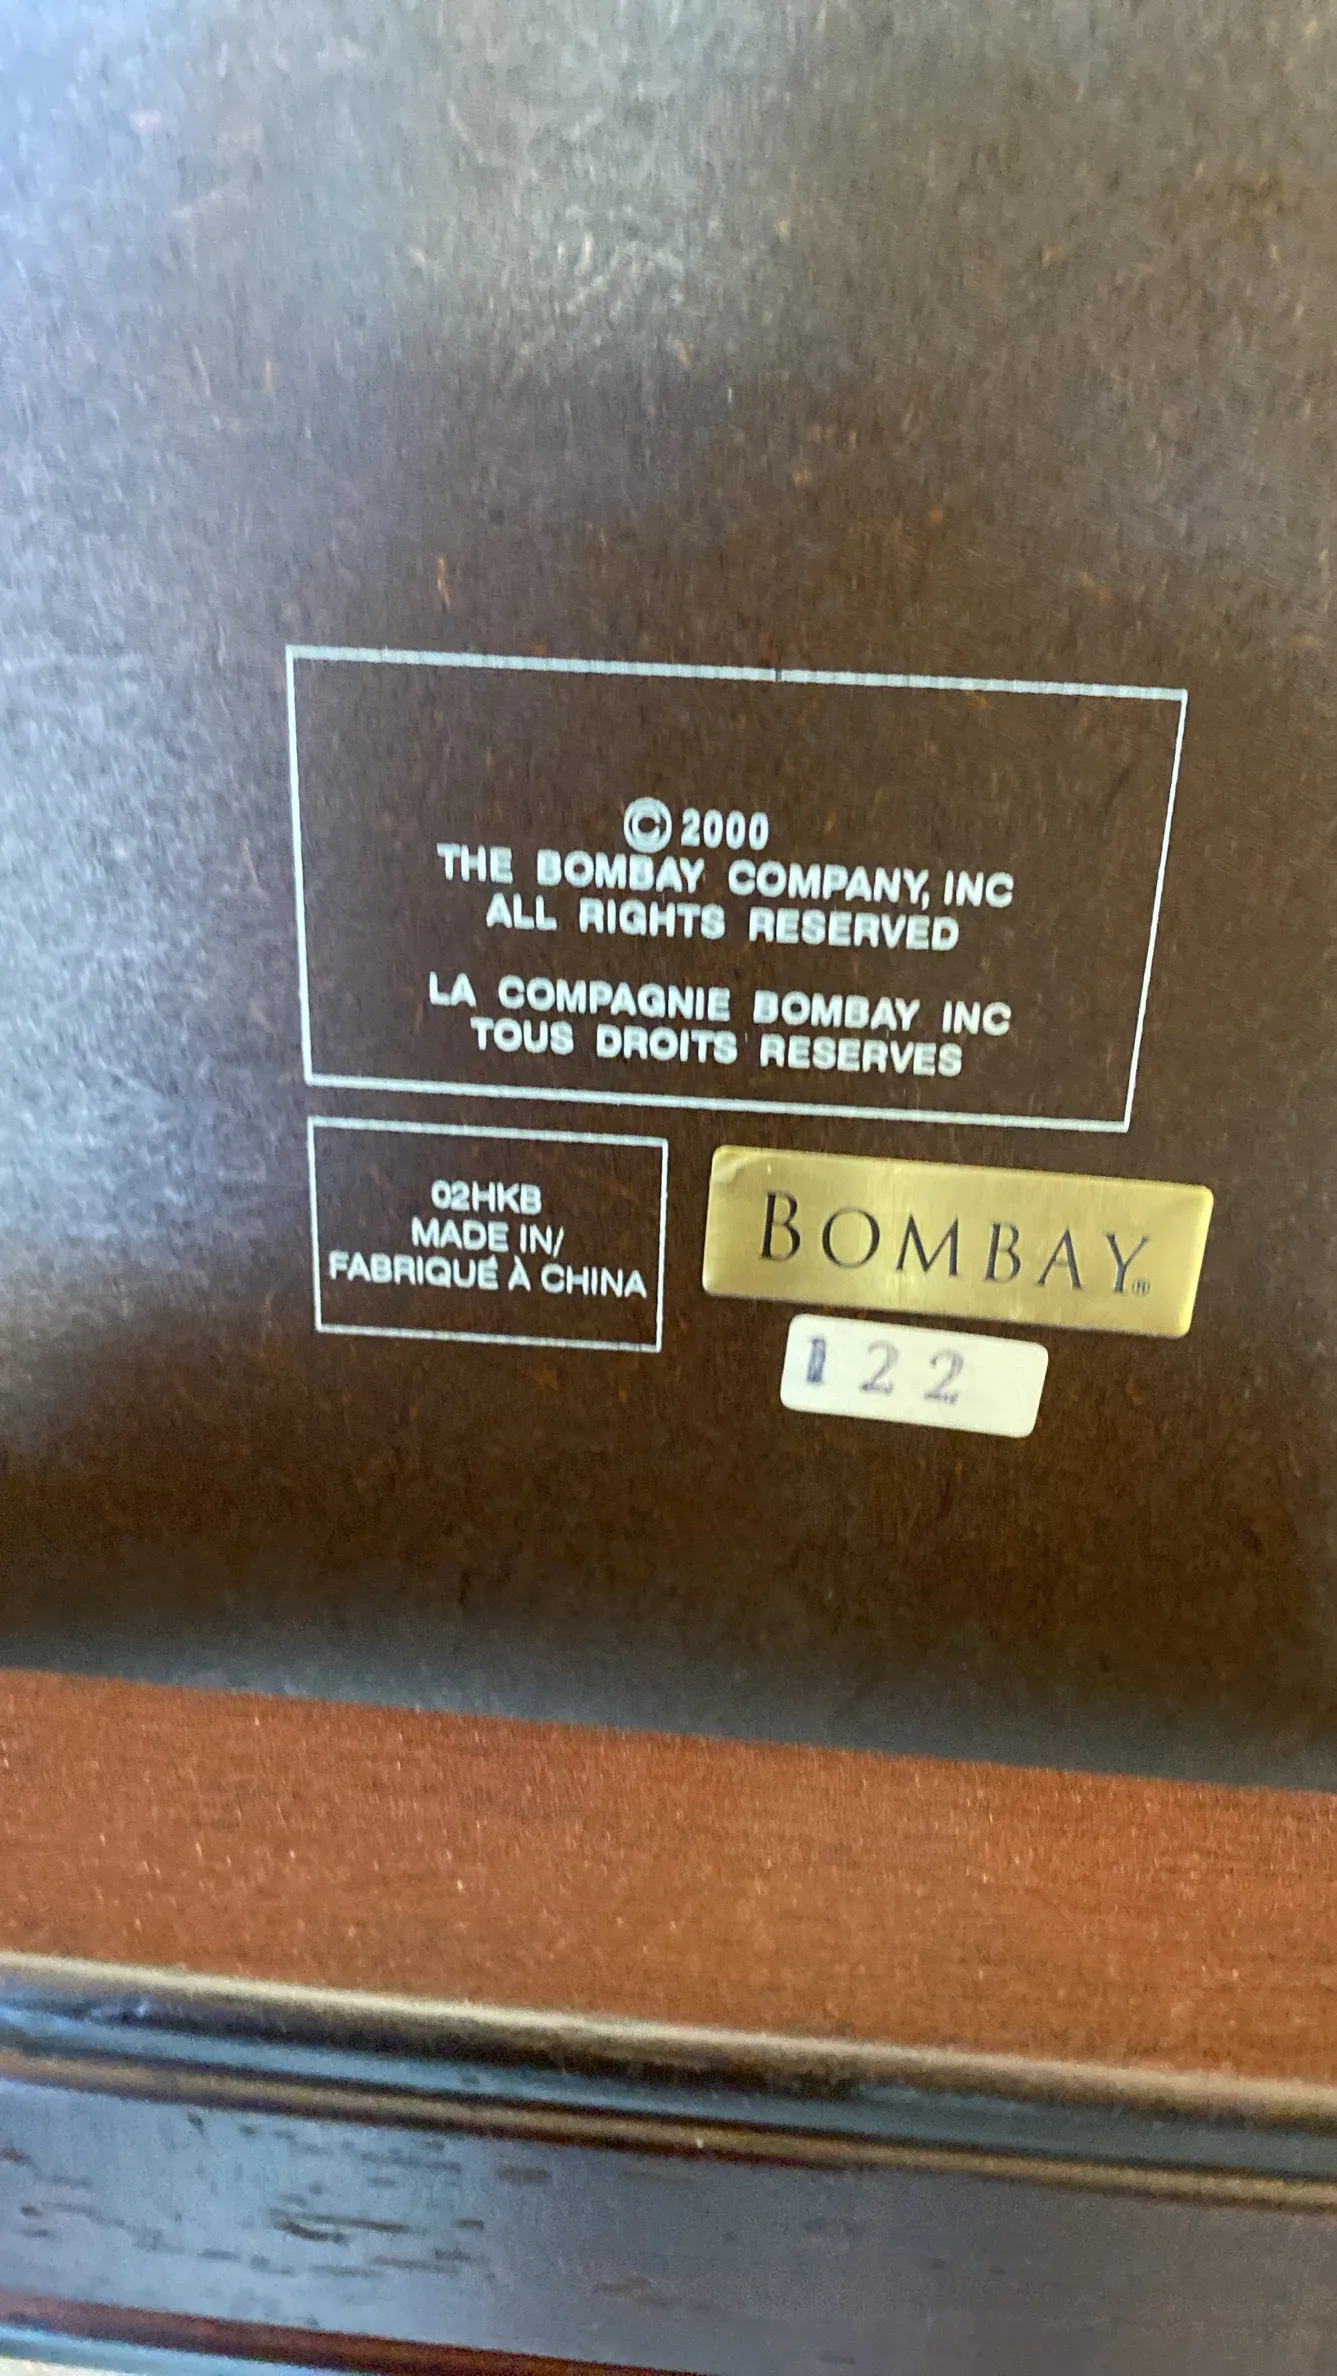 © 2000
THE BOMBAY COMPANY, INC
ALL RIGHTS RESERVED
LA COMPAGNIE BOMBAY INC
TOUS DROITS RESERVES
02HKB
MADE IN/
FABRIQUÉ À CHINA
BOMBAY®
122